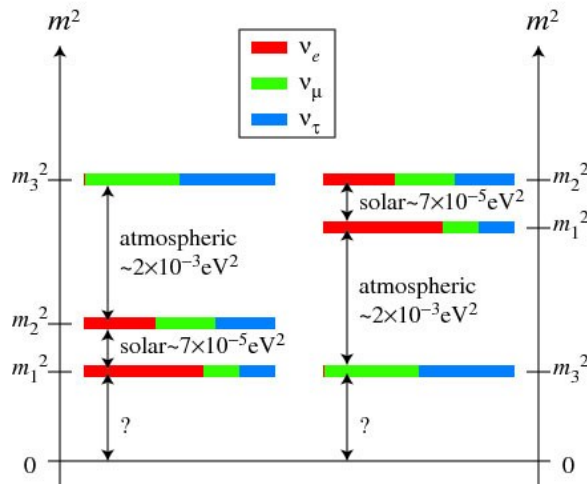 m²
m²
νₑ
ν_μ
ν_τ
m₃²
m₂²
solar~7×10⁻⁵eV²
m₁²
atmospheric
~2×10⁻³eV²
atmospheric
~2×10⁻³eV²
m₂²
solar~7×10⁻⁵eV²
m₁²
m₃²
?
?
0
0